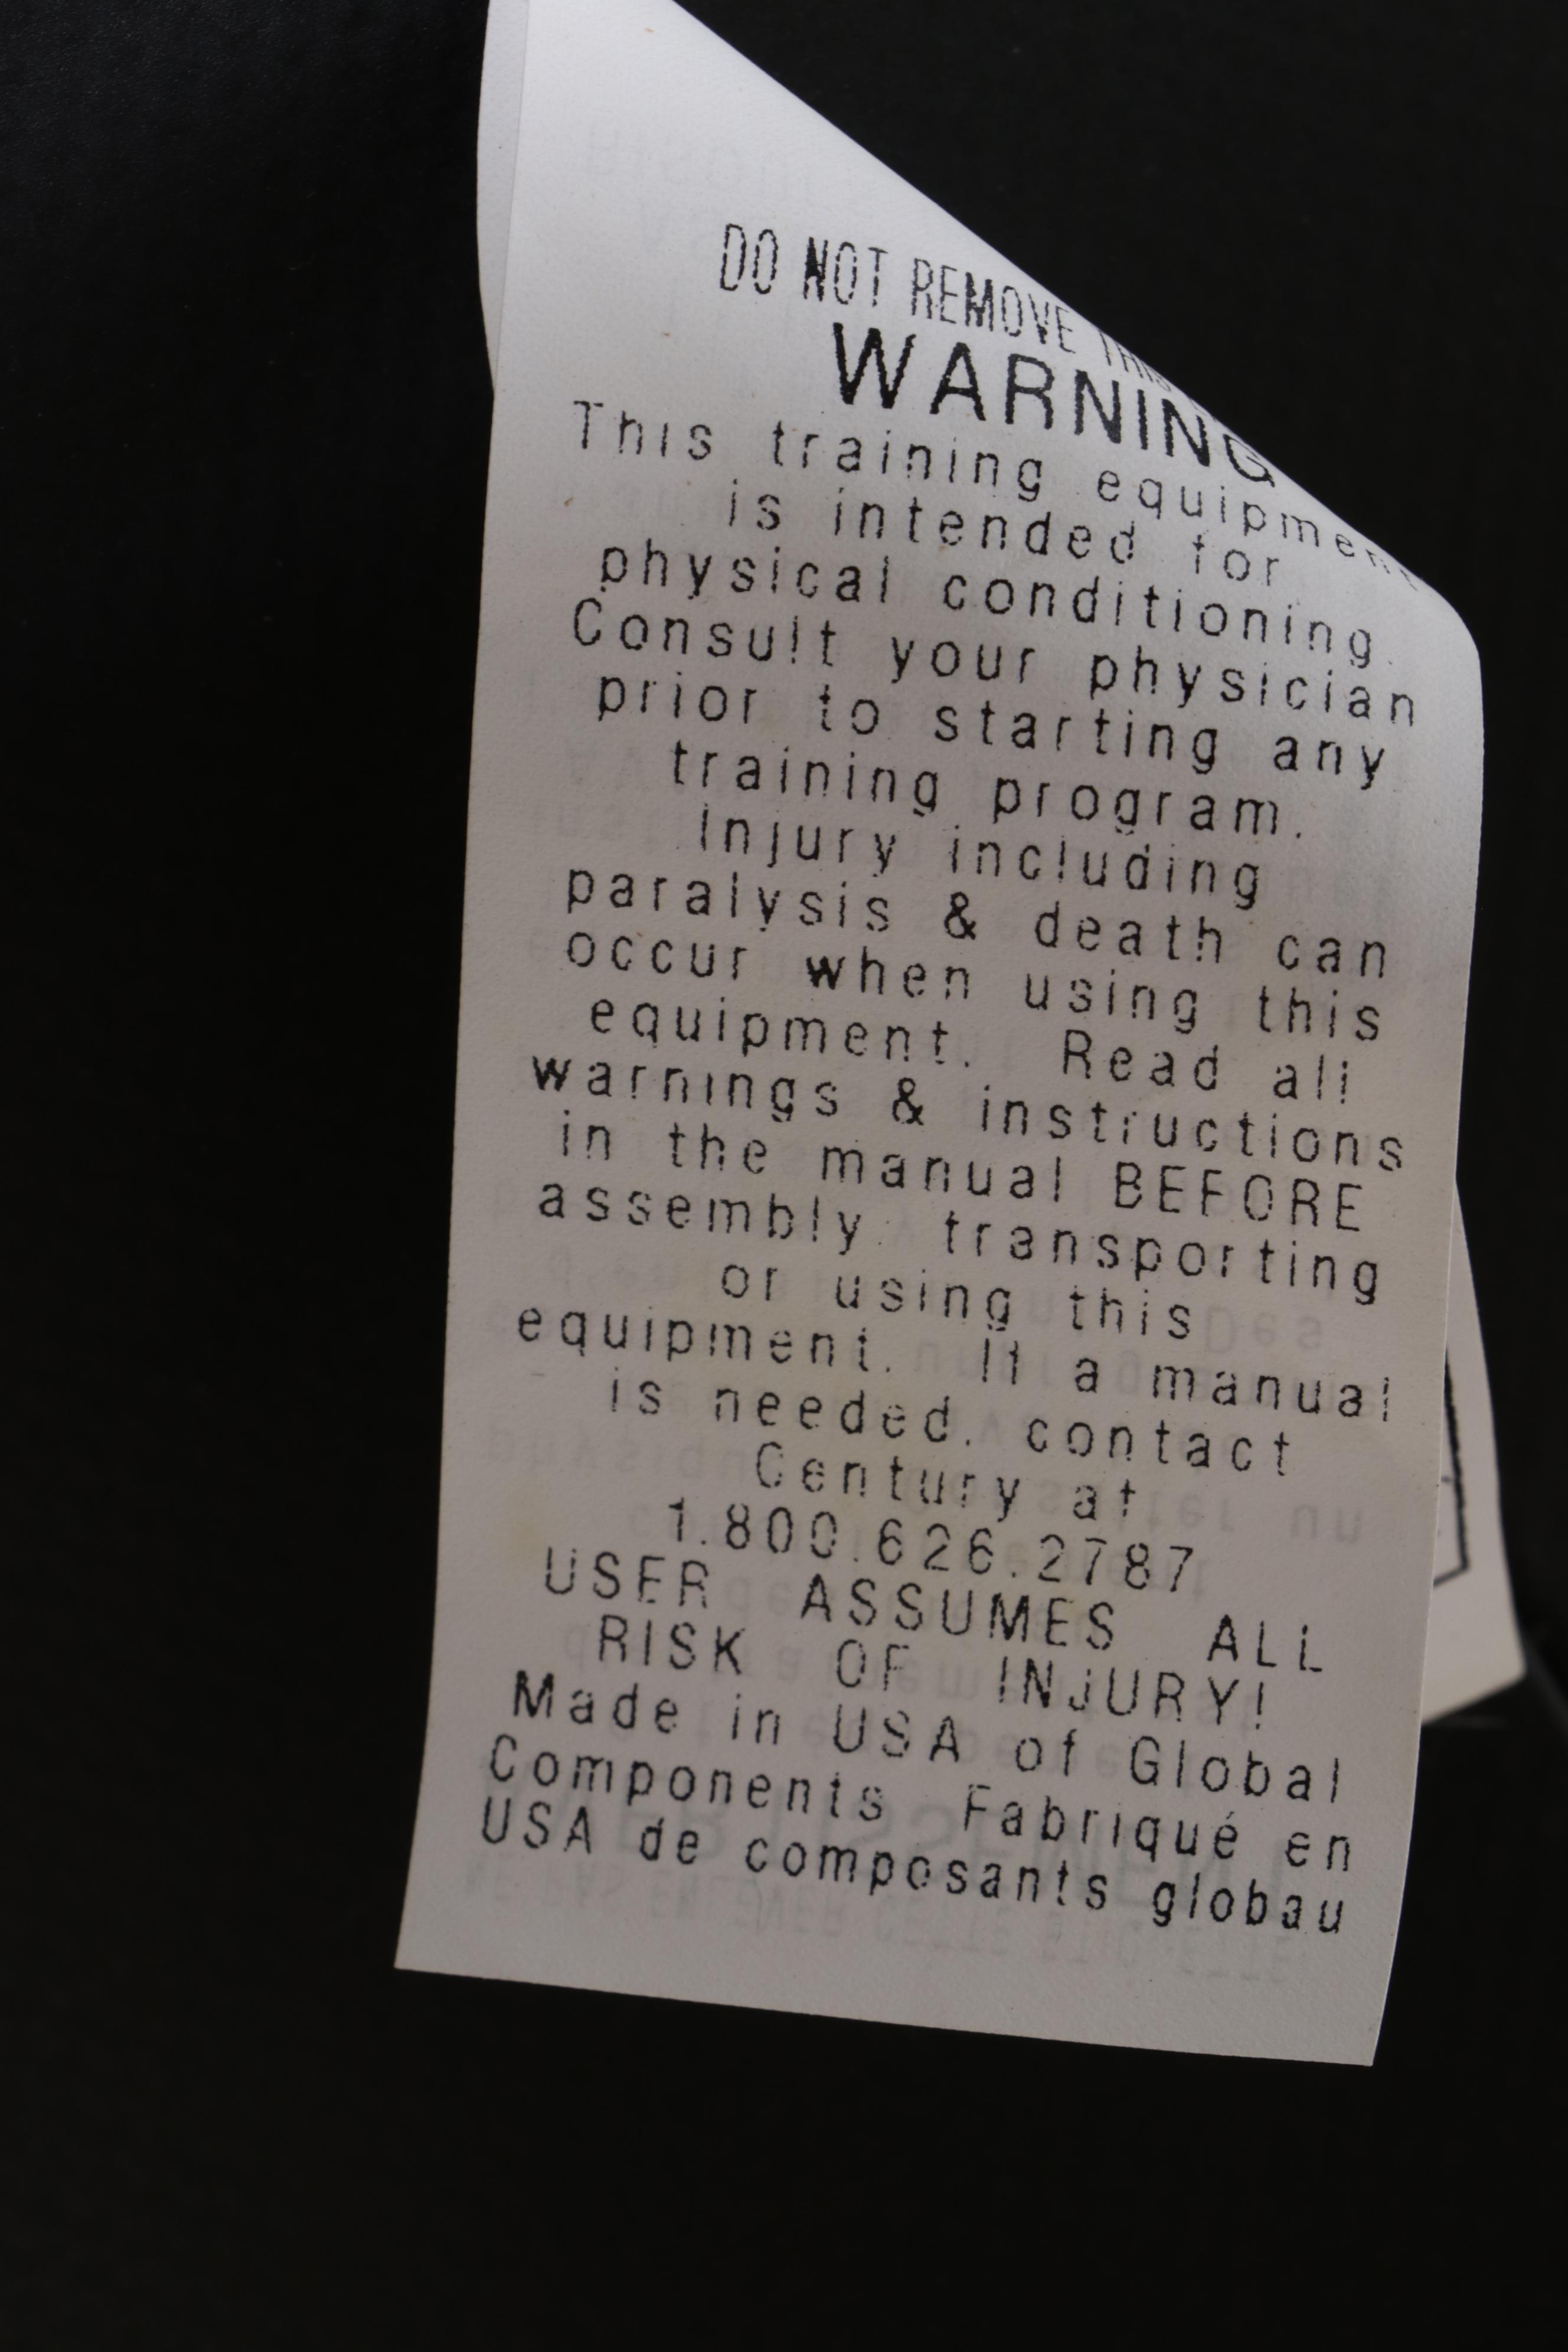 DO NOT REMOVE THIS
WARNING
This training equipment
is intended for
physical conditioning.
Consult your physician
prior to starting any
training program.
Injury including
paralysis & death can
occur when using this
equipment. Read all
warnings & instructions
in the manual BEFORE
assembly, transporting
or using this
equipment. If a manual
is needed, contact
Century at
1.800.626.2787
USER ASSUMES ALL
RISK OF INJURY!
Made in USA of Global
Components Fabriqué en
USA de composants globau